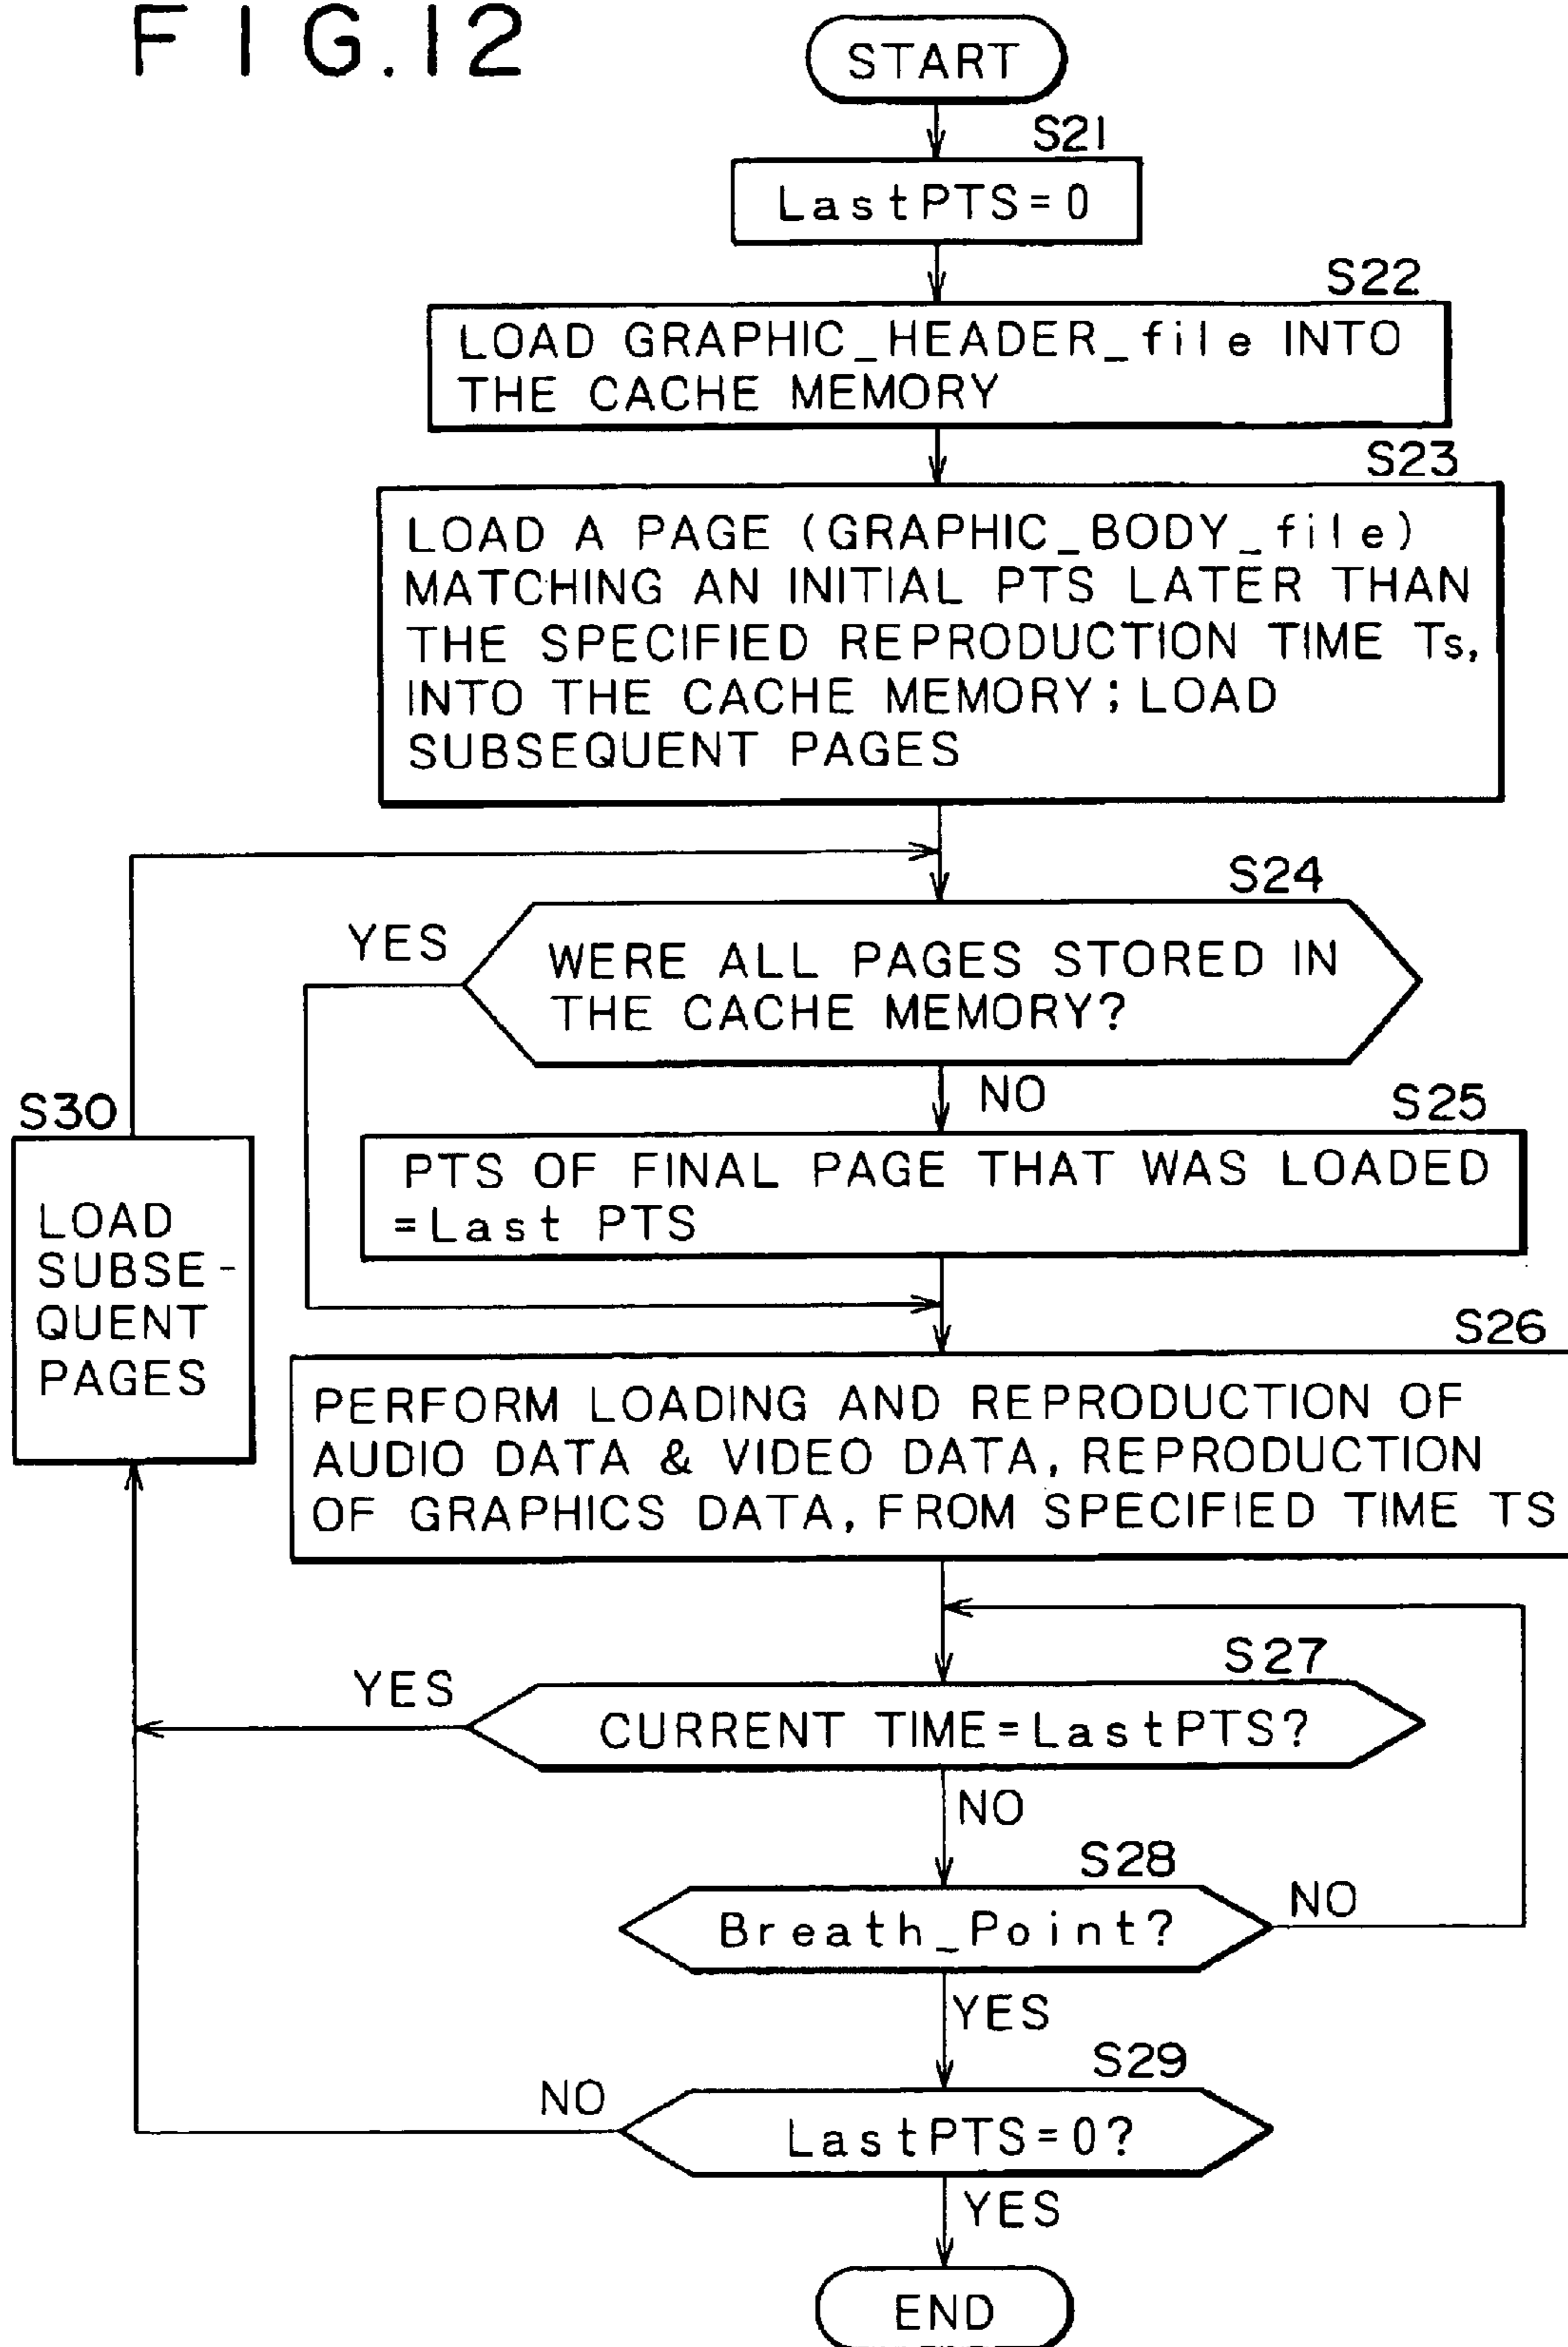 FIG.12
START
S21
LastPTS=0
S22
LOAD GRAPHIC_HEADER_file INTO
THE CACHE MEMORY
S23
LOAD A PAGE (GRAPHIC_BODY_file)
MATCHING AN INITIAL PTS LATER THAN
THE SPECIFIED REPRODUCTION TIME Ts,
INTO THE CACHE MEMORY; LOAD
SUBSEQUENT PAGES
S24
YES
WERE ALL PAGES STORED IN
THE CACHE MEMORY?
NO
S25
PTS OF FINAL PAGE THAT WAS LOADED
=Last PTS
S30
LOAD
SUBSE-
QUENT
PAGES
S26
PERFORM LOADING AND REPRODUCTION OF
AUDIO DATA & VIDEO DATA, REPRODUCTION
OF GRAPHICS DATA, FROM SPECIFIED TIME TS
S27
YES
CURRENT TIME=LastPTS?
NO
S28
Breath_Point?
NO
YES
S29
NO
LastPTS=0?
YES
END